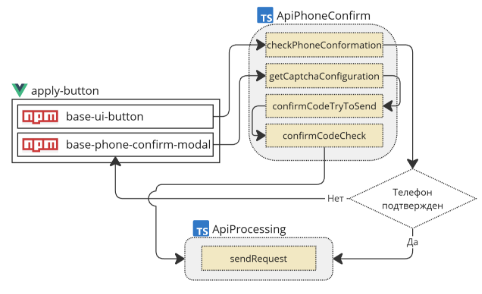 TS ApiPhoneConfirm
checkPhoneConformation
getCaptchaConfiguration
confirmCodeTryToSend
confirmCodeCheck
apply-button
npm base-ui-button
npm base-phone-confirm-modal
Нет
Телефон
подтвержден
Да
TS ApiProcessing
sendRequest